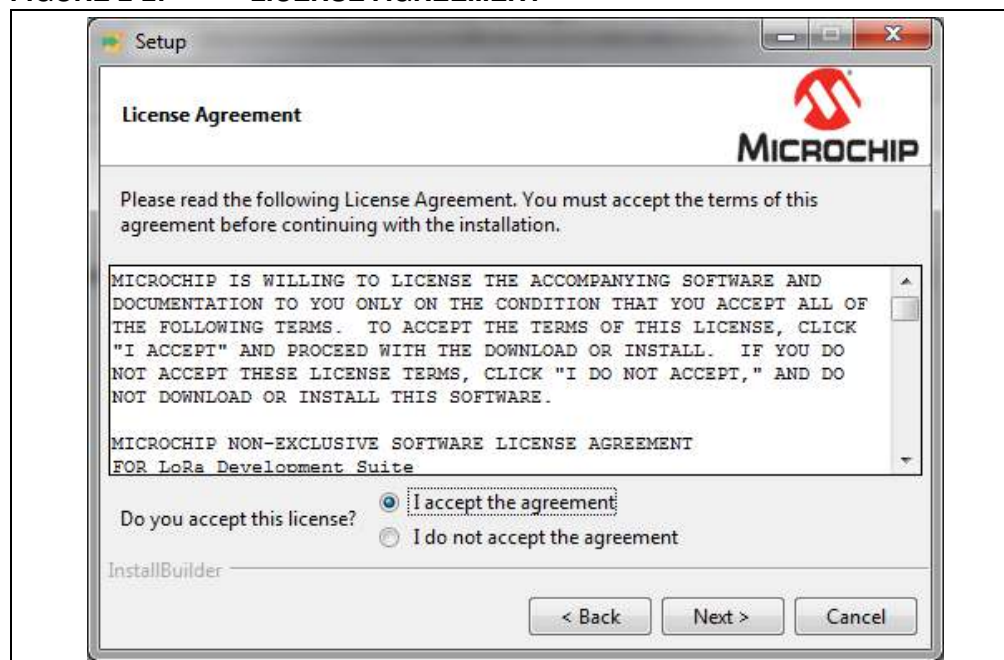 LICENSE AGREEMENT
Setup
License Agreement
MICROCHIP
Please read the following License Agreement. You must accept the terms of this
agreement before continuing with the installation.
MICROCHIP IS WILLING TO LICENSE THE ACCOMPANYING SOFTWARE AND
DOCUMENTATION TO YOU ONLY ON THE CONDITION THAT YOU ACCEPT ALL OF
THE FOLLOWING TERMS.  TO ACCEPT THE TERMS OF THIS LICENSE, CLICK
"I ACCEPT" AND PROCEED WITH THE DOWNLOAD OR INSTALL.  IF YOU DO
NOT ACCEPT THESE LICENSE TERMS, CLICK "I DO NOT ACCEPT," AND DO
NOT DOWNLOAD OR INSTALL THIS SOFTWARE.
MICROCHIP NON-EXCLUSIVE SOFTWARE LICENSE AGREEMENT
FOR LoRa Development Suite
Do you accept this license?
I accept the agreement
I do not accept the agreement
InstallBuilder
< Back
Next >
Cancel